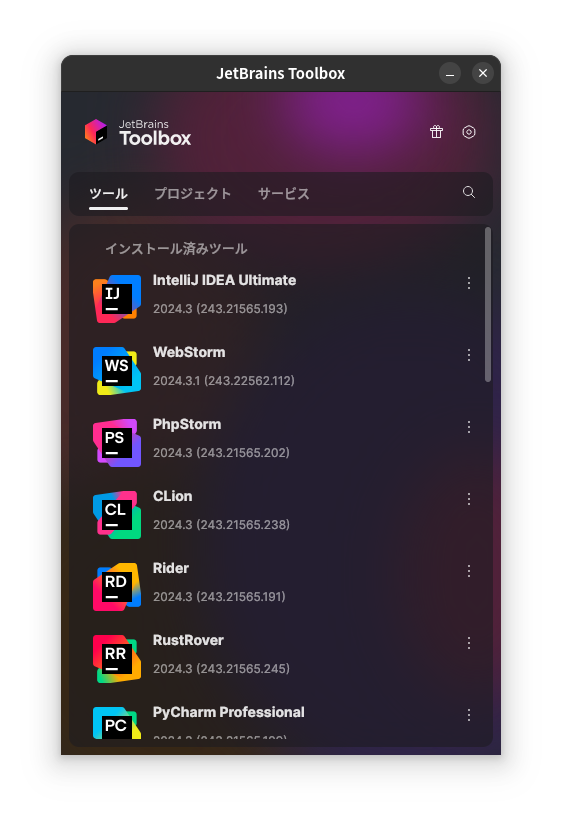 JetBrains Toolbox
JetBrains
Toolbox
ツール プロジェクト サービス
インストール済みツール
IJ
IntelliJ IDEA Ultimate
2024.3 (243.21565.193)
WS
WebStorm
2024.3.1 (243.22562.112)
PS
PhpStorm
2024.3 (243.21565.202)
CL
CLion
2024.3 (243.21565.238)
RD
Rider
2024.3 (243.21565.191)
RR
RustRover
2024.3 (243.21565.245)
PC
PyCharm Professional